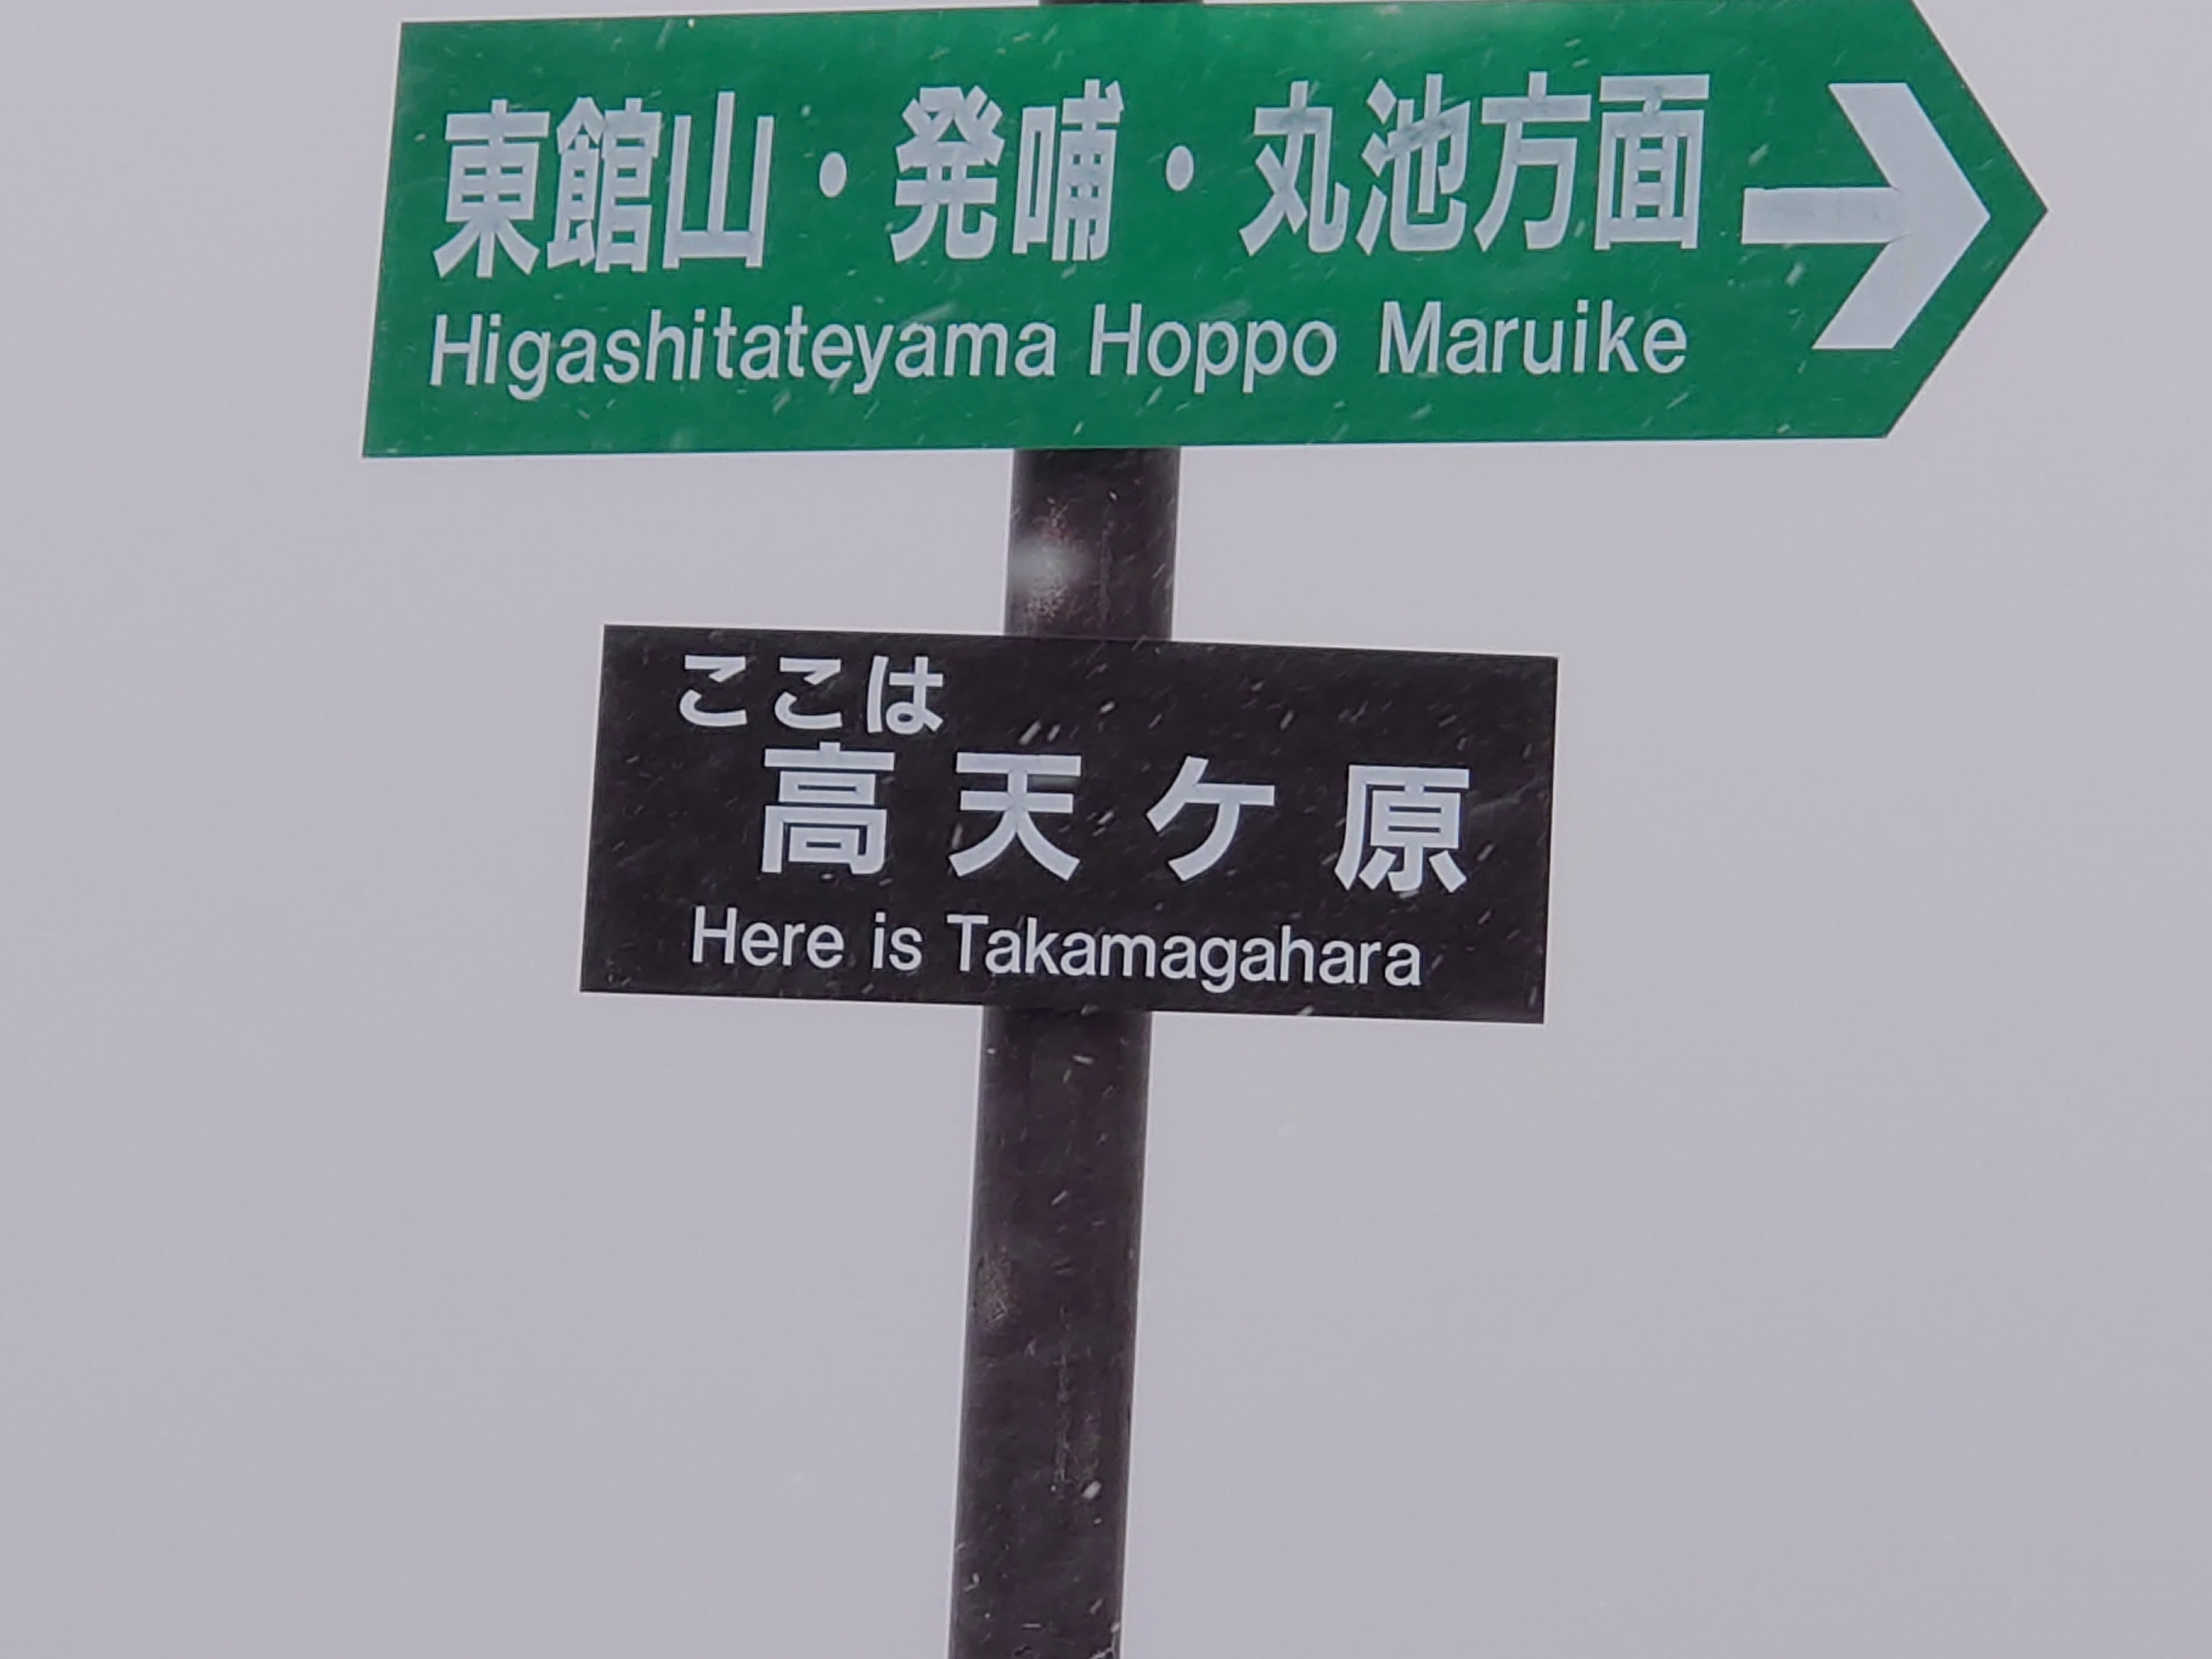 東館山・発哺・丸池方面
Higashitateyama Hoppo Maruike
ここは
高天ケ原
Here is Takamagahara